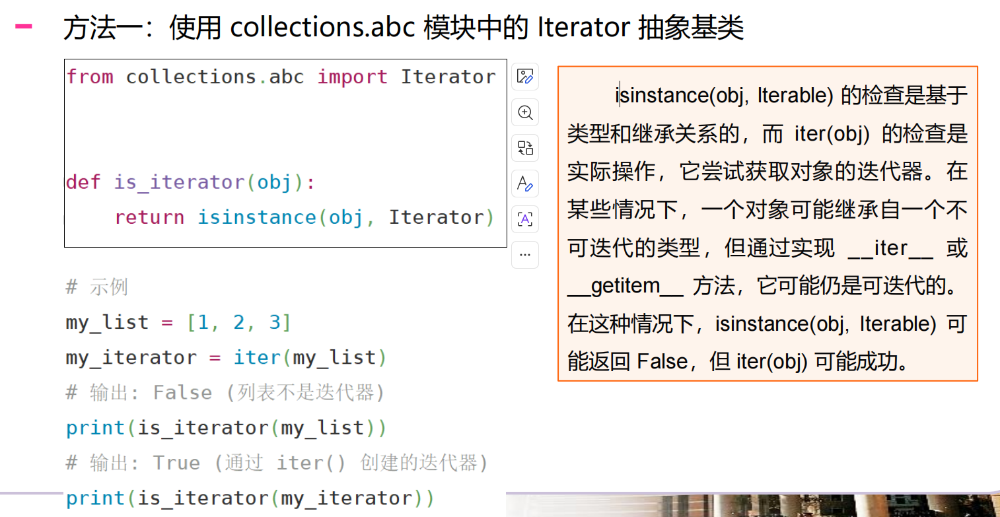 方法一：使用 collections.abc 模块中的 Iterator 抽象基类
from collections.abc import Iterator
def is_iterator(obj):
    return isinstance(obj, Iterator)
# 示例
my_list = [1, 2, 3]
my_iterator = iter(my_list)
# 输出: False (列表不是迭代器)
print(is_iterator(my_list))
# 输出: True (通过 iter() 创建的迭代器)
print(is_iterator(my_iterator))
isinstance(obj, Iterable) 的检查是基于
类型和继承关系的，而 iter(obj) 的检查是
实际操作，它尝试获取对象的迭代器。在
某些情况下，一个对象可能继承自一个不
可迭代的类型，但通过实现 __iter__ 或
__getitem__ 方法，它可能仍是可迭代的。
在这种情况下，isinstance(obj, Iterable) 可
能返回 False，但 iter(obj) 可能成功。